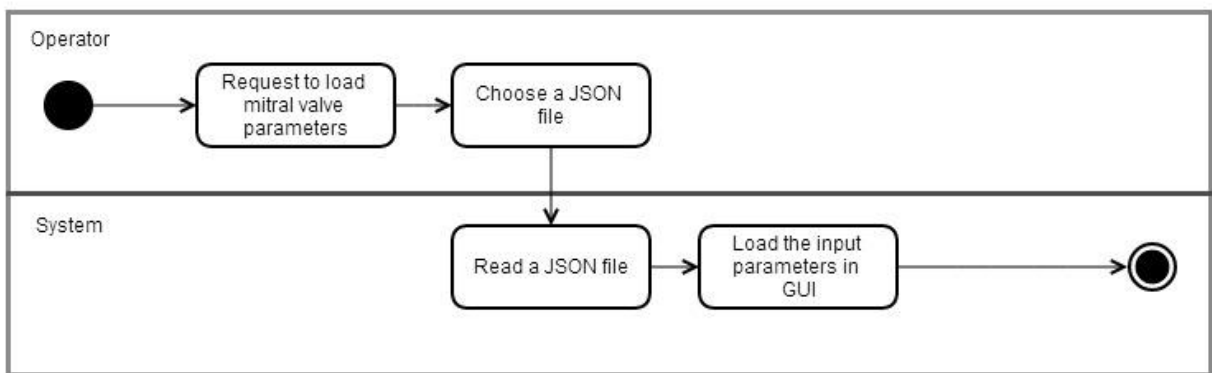 Operator
Request to load
mitral valve
parameters
Choose a JSON
file
System
Read a JSON file
Load the input
parameters in
GUI